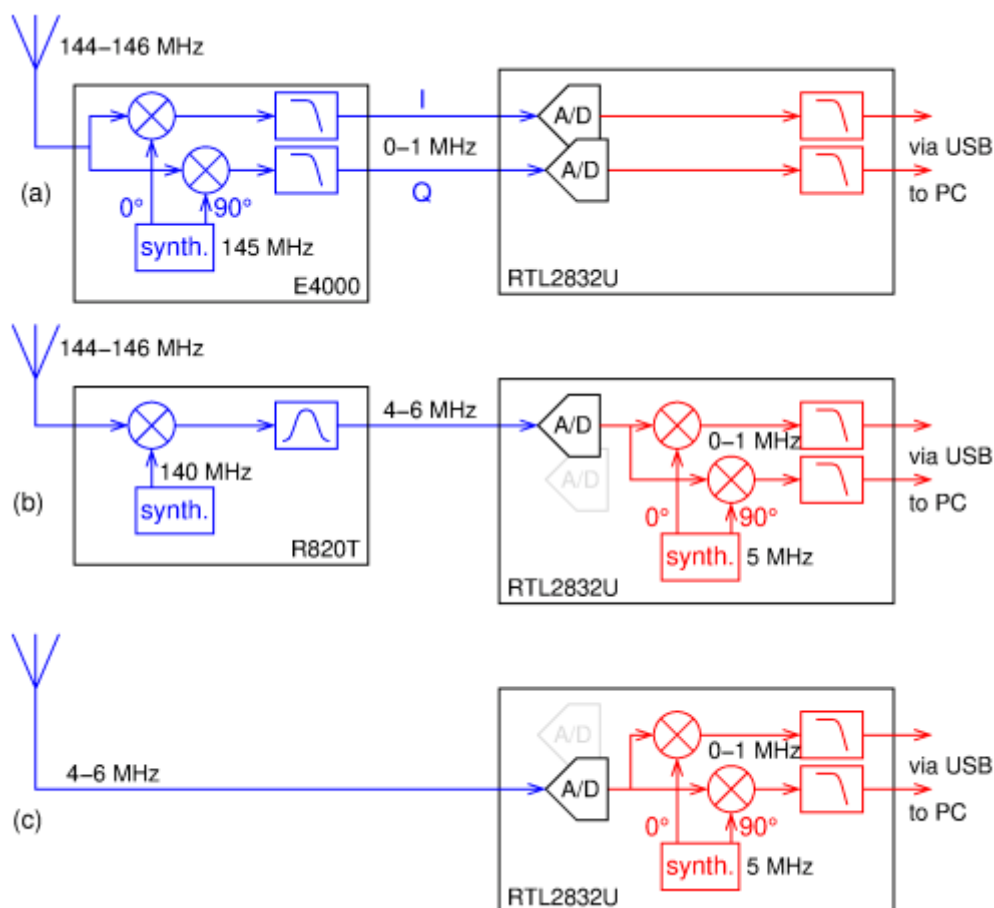 144–146 MHz
I
A/D
0–1 MHz
via USB
(a)
A/D
Q
to PC
0°
90°
synth.
145 MHz
E4000
RTL2832U
144–146 MHz
4–6 MHz
A/D
0–1 MHz
via USB
140 MHz
A/D
(b)
synth.
to PC
0°
90°
R820T
synth.
5 MHz
RTL2832U
A/D
0–1 MHz
via USB
4–6 MHz
A/D
(c)
to PC
0°
90°
synth.
5 MHz
RTL2832U